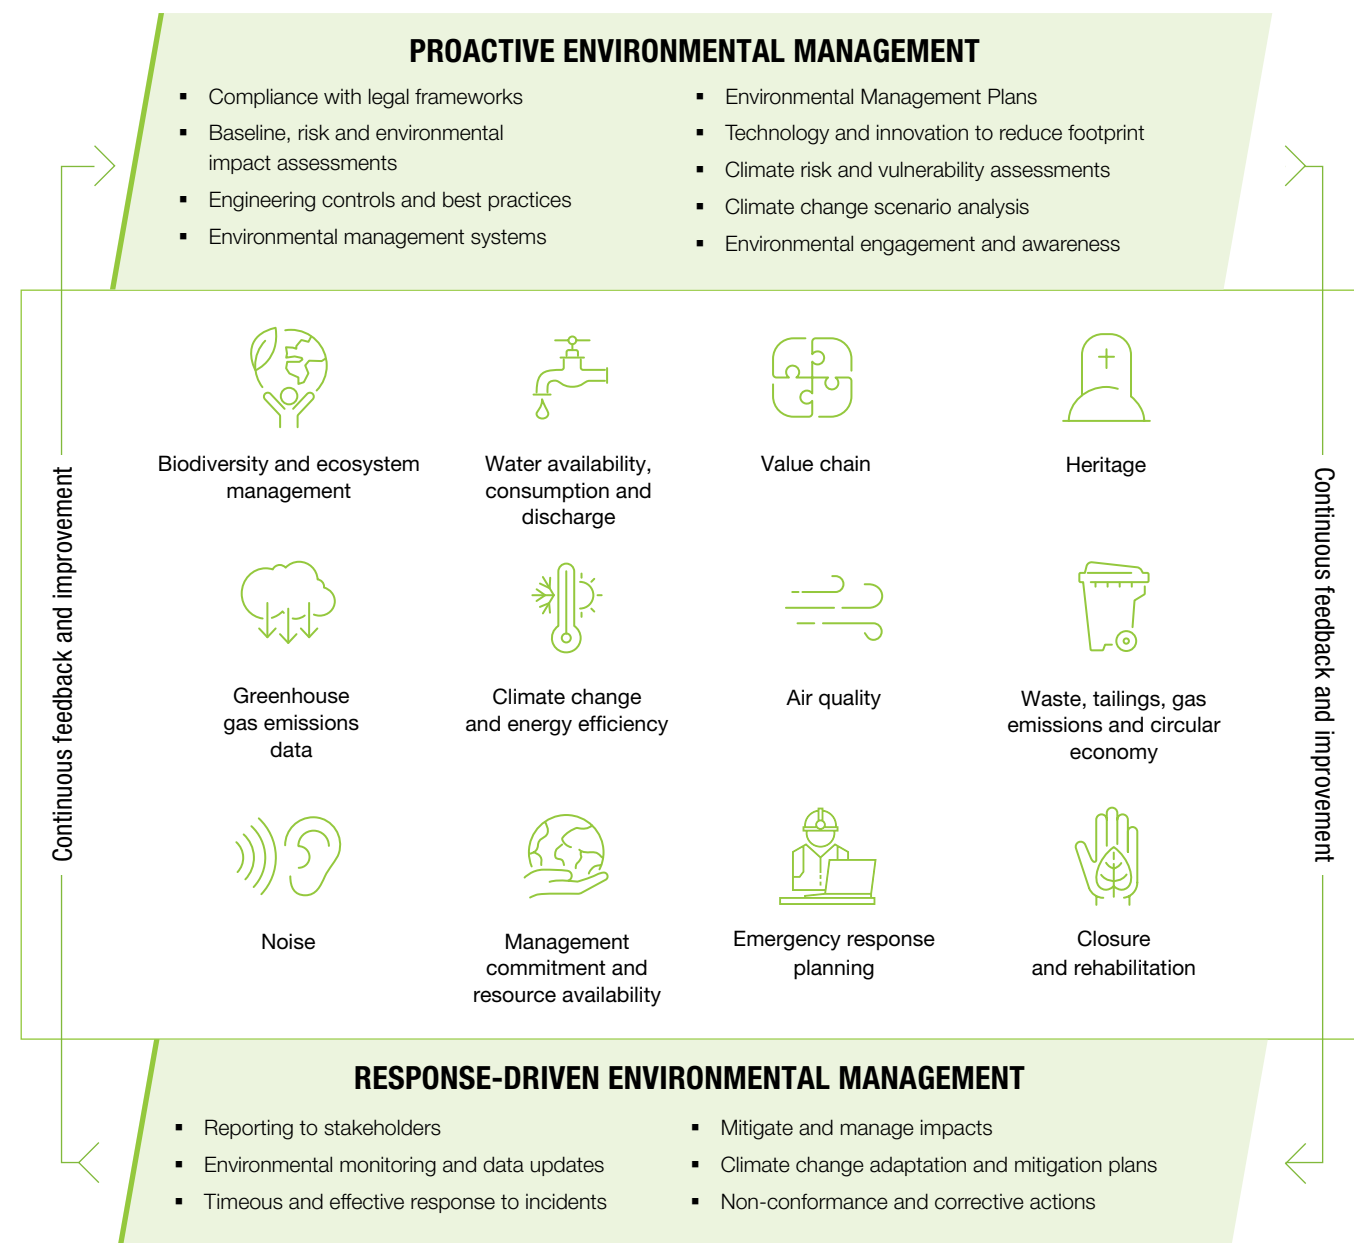 PROACTIVE ENVIRONMENTAL MANAGEMENT
▪ Compliance with legal frameworks
▪ Baseline, risk and environmental
impact assessments
▪ Engineering controls and best practices
▪ Environmental management systems
▪ Environmental Management Plans
▪ Technology and innovation to reduce footprint
▪ Climate risk and vulnerability assessments
▪ Climate change scenario analysis
▪ Environmental engagement and awareness
Continuous feedback and improvement
Biodiversity and ecosystem
management
Water availability,
consumption and
discharge
Value chain
Heritage
Greenhouse
gas emissions
data
Climate change
and energy efficiency
Air quality
Waste, tailings, gas
emissions and circular
economy
Noise
Management
commitment and
resource availability
Emergency response
planning
Closure
and rehabilitation
Continuous feedback and improvement
RESPONSE-DRIVEN ENVIRONMENTAL MANAGEMENT
▪ Reporting to stakeholders
▪ Environmental monitoring and data updates
▪ Timeous and effective response to incidents
▪ Mitigate and manage impacts
▪ Climate change adaptation and mitigation plans
▪ Non-conformance and corrective actions